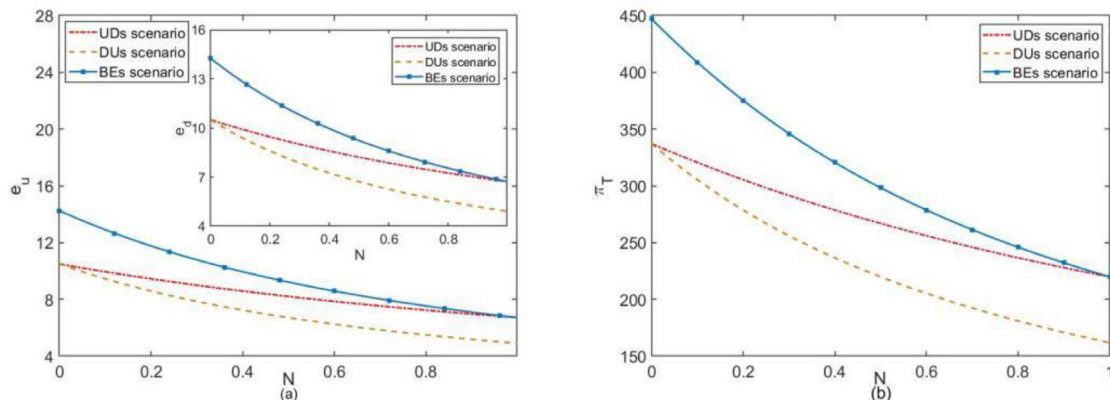 28
24
20
16
12
8
4
e_u
UDs scenario
DUs scenario
BEs scenario
16
13
10
7
4
e_d
UDs scenario
DUs scenario
BEs scenario
0 0.2 0.4 0.6 0.8
N
0 0.2 0.4 0.6 0.8
N
(a)
450
400
350
300
250
200
150
π_T
UDs scenario
DUs scenario
BEs scenario
0 0.2 0.4 0.6 0.8 1
N
(b)